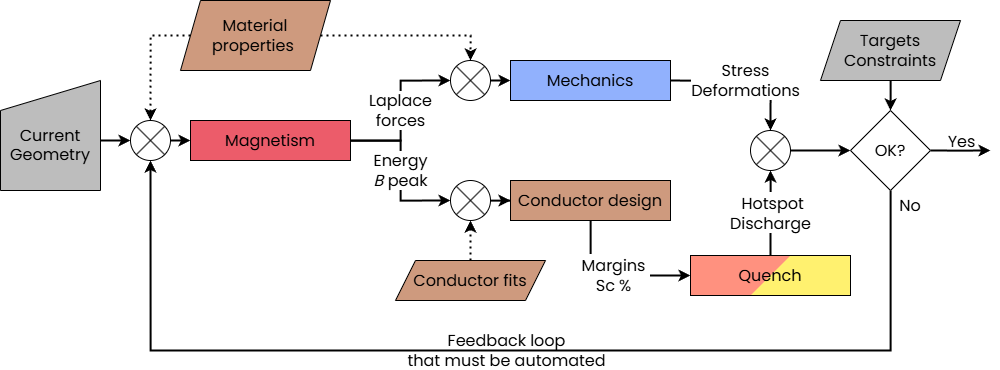 Material
properties
Targets
Constraints
Current
Geometry
Magnetism
Laplace
forces
Energy
B peak
Mechanics
Stress
Deformations
OK?
Yes
No
Conductor design
Conductor fits
Margins
Sc %
Hotspot
Discharge
Quench
Feedback loop
that must be automated